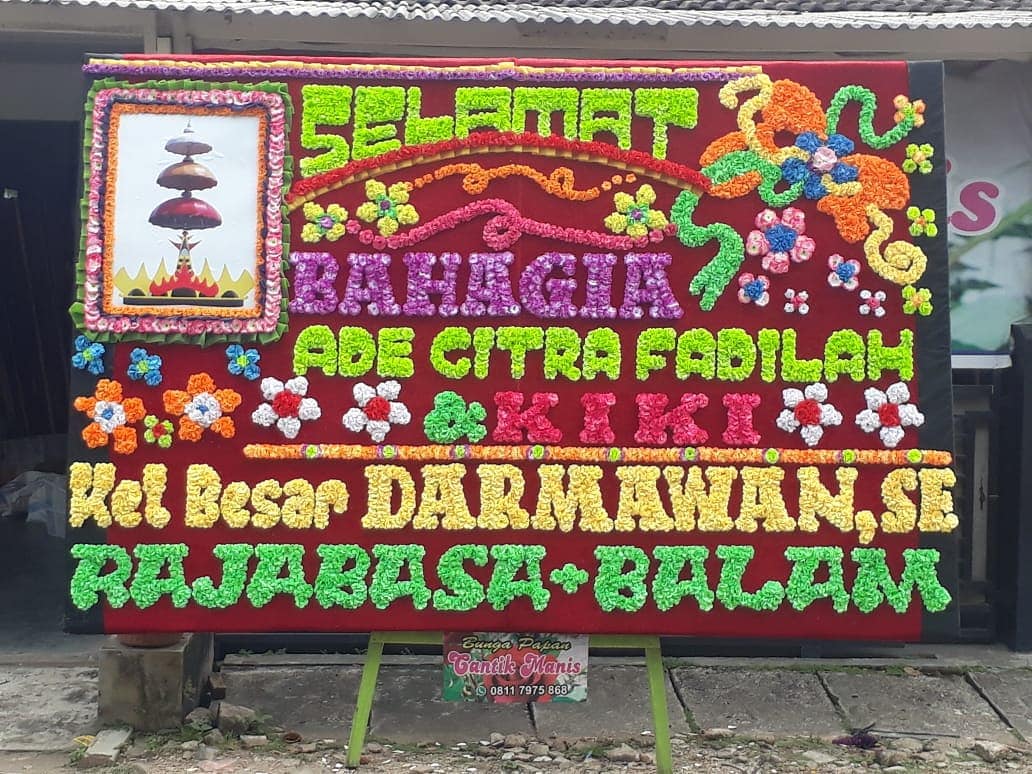 SELAMAT
BAHAGIA
ADE CITRA FADILAH
& KIKI
Kel Besar DARMAWAN, SE
RAJABASA + BALAM
Bunga Papan
Cantik Manis
0811 7975 868